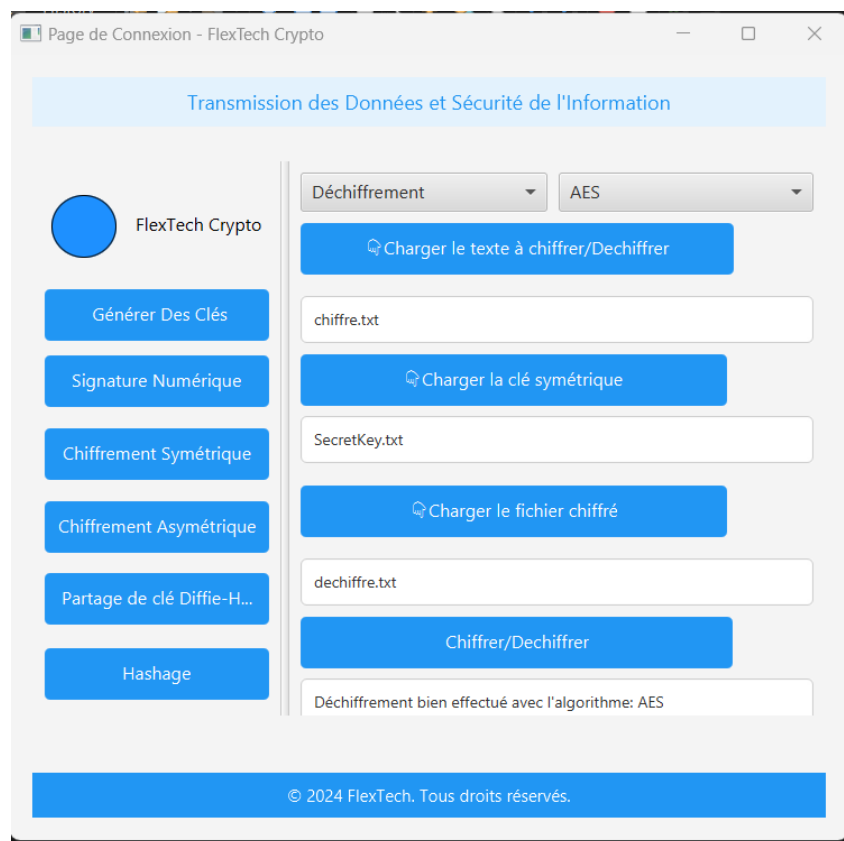 Page de Connexion - FlexTech Crypto
Transmission des Données et Sécurité de l'Information
FlexTech Crypto
Générer Des Clés
Signature Numérique
Chiffrement Symétrique
Chiffrement Asymétrique
Partage de clé Diffie-H...
Hashage
Déchiffrement
AES
Charger le texte à chiffrer/Dechiffrer
chiffre.txt
Charger la clé symétrique
SecretKey.txt
Charger le fichier chiffré
dechiffre.txt
Chiffrer/Dechiffrer
Déchiffrement bien effectué avec l'algorithme: AES
© 2024 FlexTech. Tous droits réservés.